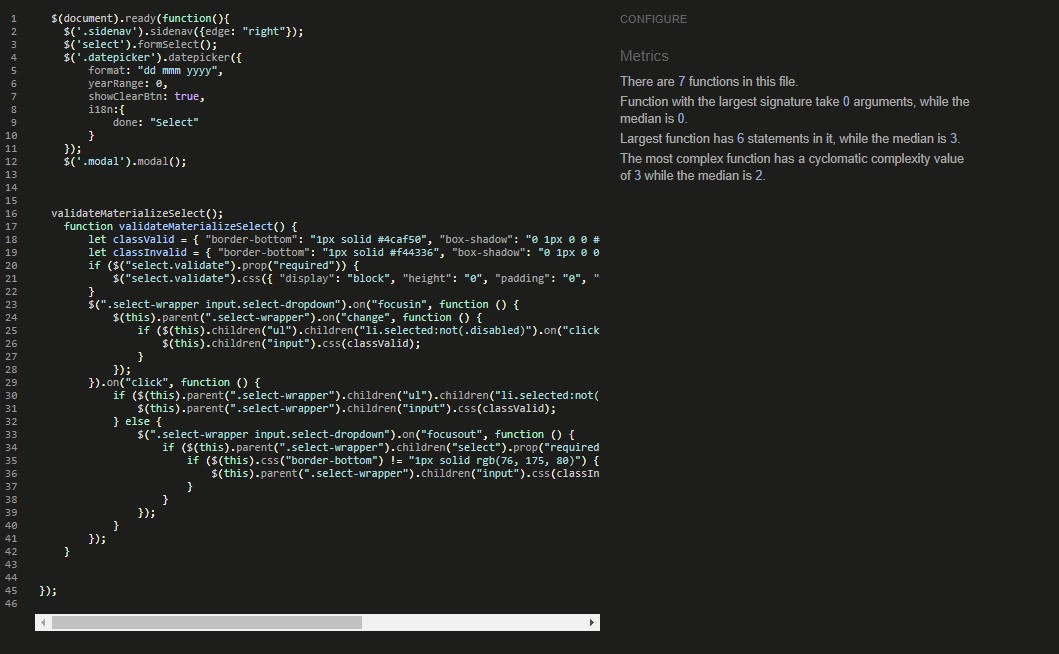 1 $(document).ready(function(){
2 $('.sidenav').sidenav({edge: "right"});
3 $('select').formSelect();
4 $('.datepicker').datepicker({
5 format: "dd mmm yyyy",
6 yearRange: 0,
7 showClearBtn: true,
8 i18n:{
9 done: "Select"
10 }
11 });
12 $('.modal').modal();
13
14
15
16 validateMaterializeSelect();
17 function validateMaterializeSelect() {
18 let classValid = { "border-bottom": "1px solid #4caf50", "box-shadow": "0 1px 0 0 #
19 let classInvalid = { "border-bottom": "1px solid #f44336", "box-shadow": "0 1px 0 0
20 if ($("select.validate").prop("required")) {
21 $("select.validate").css({ "display": "block", "height": "0", "padding": "0", "
22 }
23 $(".select-wrapper input.select-dropdown").on("focusin", function () {
24 $(this).parent(".select-wrapper").on("change", function () {
25 if ($(this).children("ul").children("li.selected:not(.disabled)").on("click
26 $(this).children("input").css(classValid);
27 }
28 });
29 }).on("click", function () {
30 if ($(this).parent(".select-wrapper").children("ul").children("li.selected:not(
31 $(this).parent(".select-wrapper").children("input").css(classValid);
32 } else {
33 $(".select-wrapper input.select-dropdown").on("focusout", function () {
34 if ($(this).parent(".select-wrapper").children("select").prop("required
35 if ($(this).css("border-bottom") != "1px solid rgb(76, 175, 80)") {
36 $(this).parent(".select-wrapper").children("input").css(classIn
37 }
38 }
39 });
40 }
41 });
42 }
43
44
45 });
46
CONFIGURE
Metrics
There are 7 functions in this file.
Function with the largest signature take 0 arguments, while the
median is 0.
Largest function has 6 statements in it, while the median is 3.
The most complex function has a cyclomatic complexity value
of 3 while the median is 2.